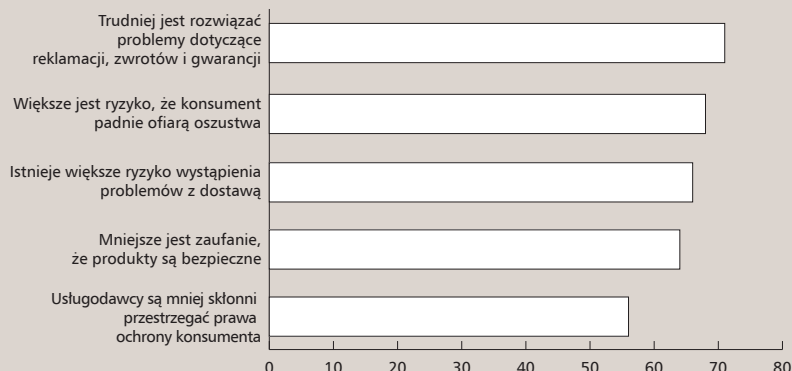 Trudniej jest rozwiązać
problemy dotyczące
reklamacji, zwrotów i gwarancji
Większe jest ryzyko, że konsument
padnie ofiarą oszustwa
Istnieje większe ryzyko wystąpienia
problemów z dostawą
Mniejsze jest zaufanie,
że produkty są bezpieczne
Usługodawcy są mniej skłonni
przestrzegać prawa
ochrony konsumenta
0 10 20 30 40 50 60 70 80